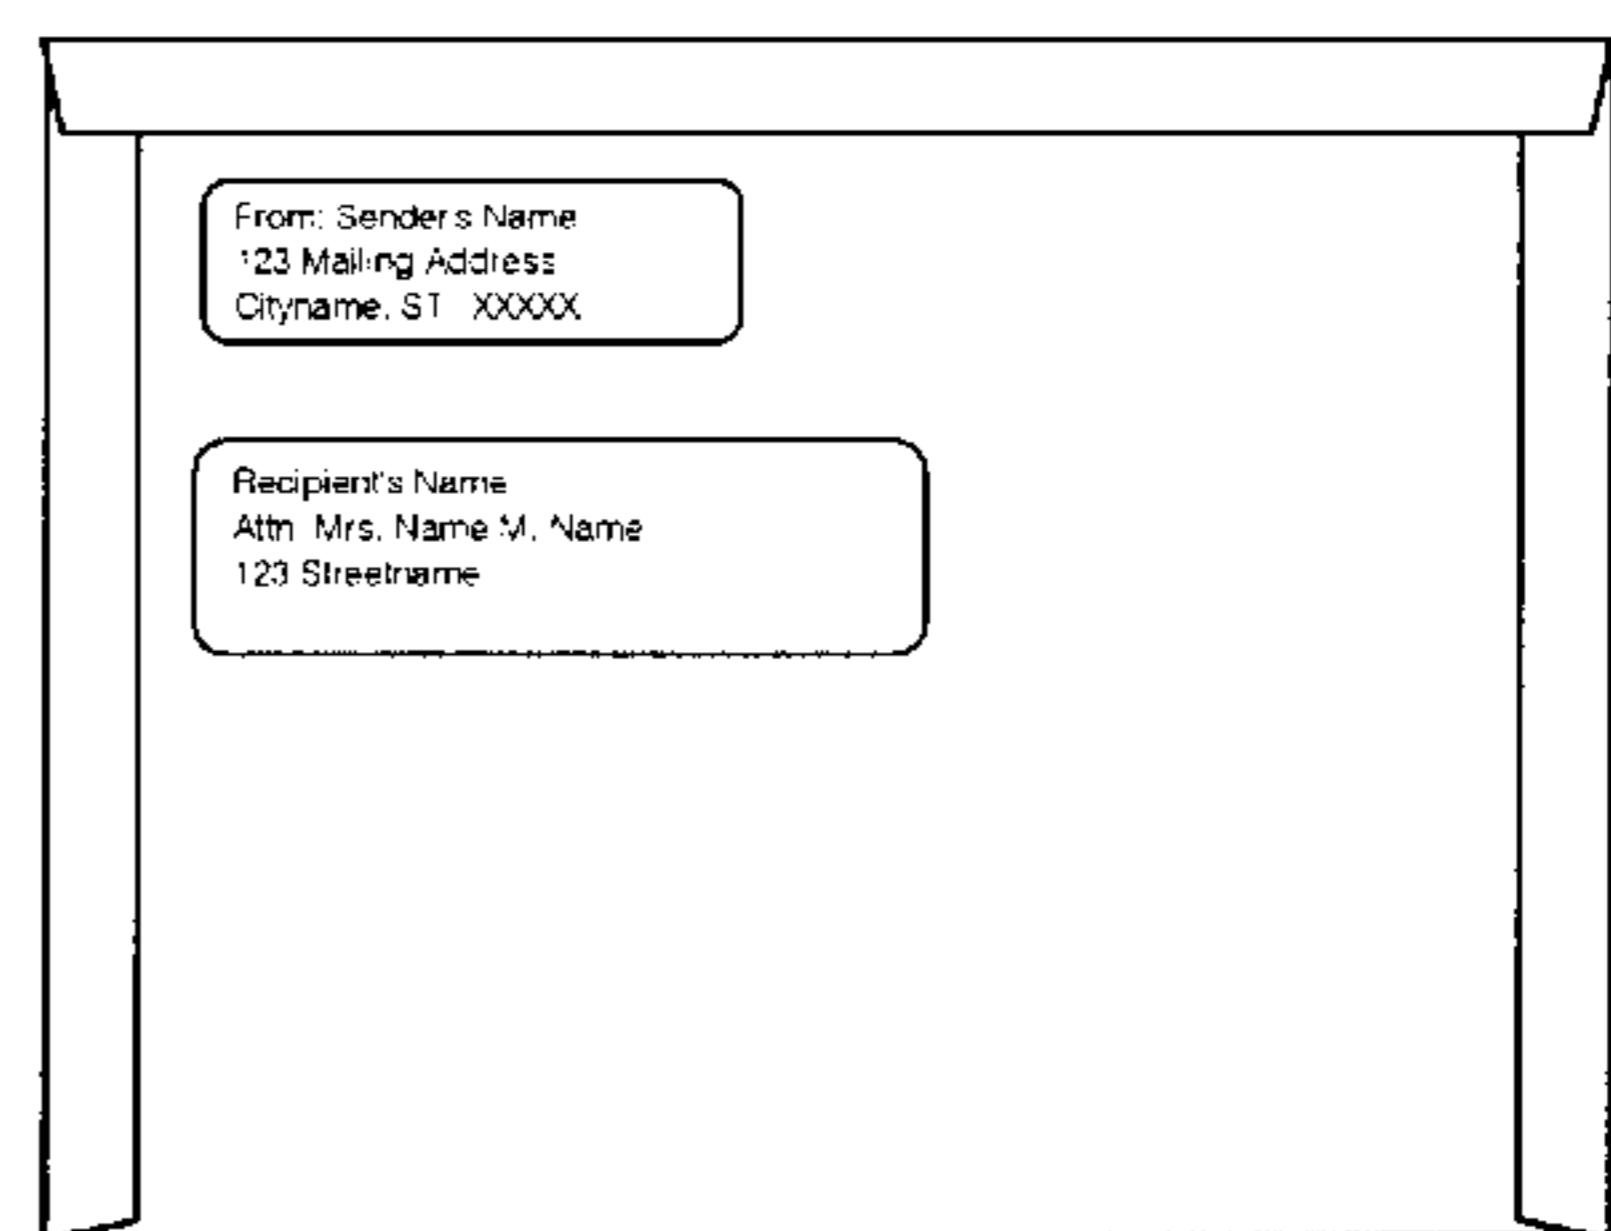 From: Sender's Name
123 Mailing Address
Cityname, ST XXXXX
Recipient's Name
Attn Mrs. Name M. Name
123 Streetname